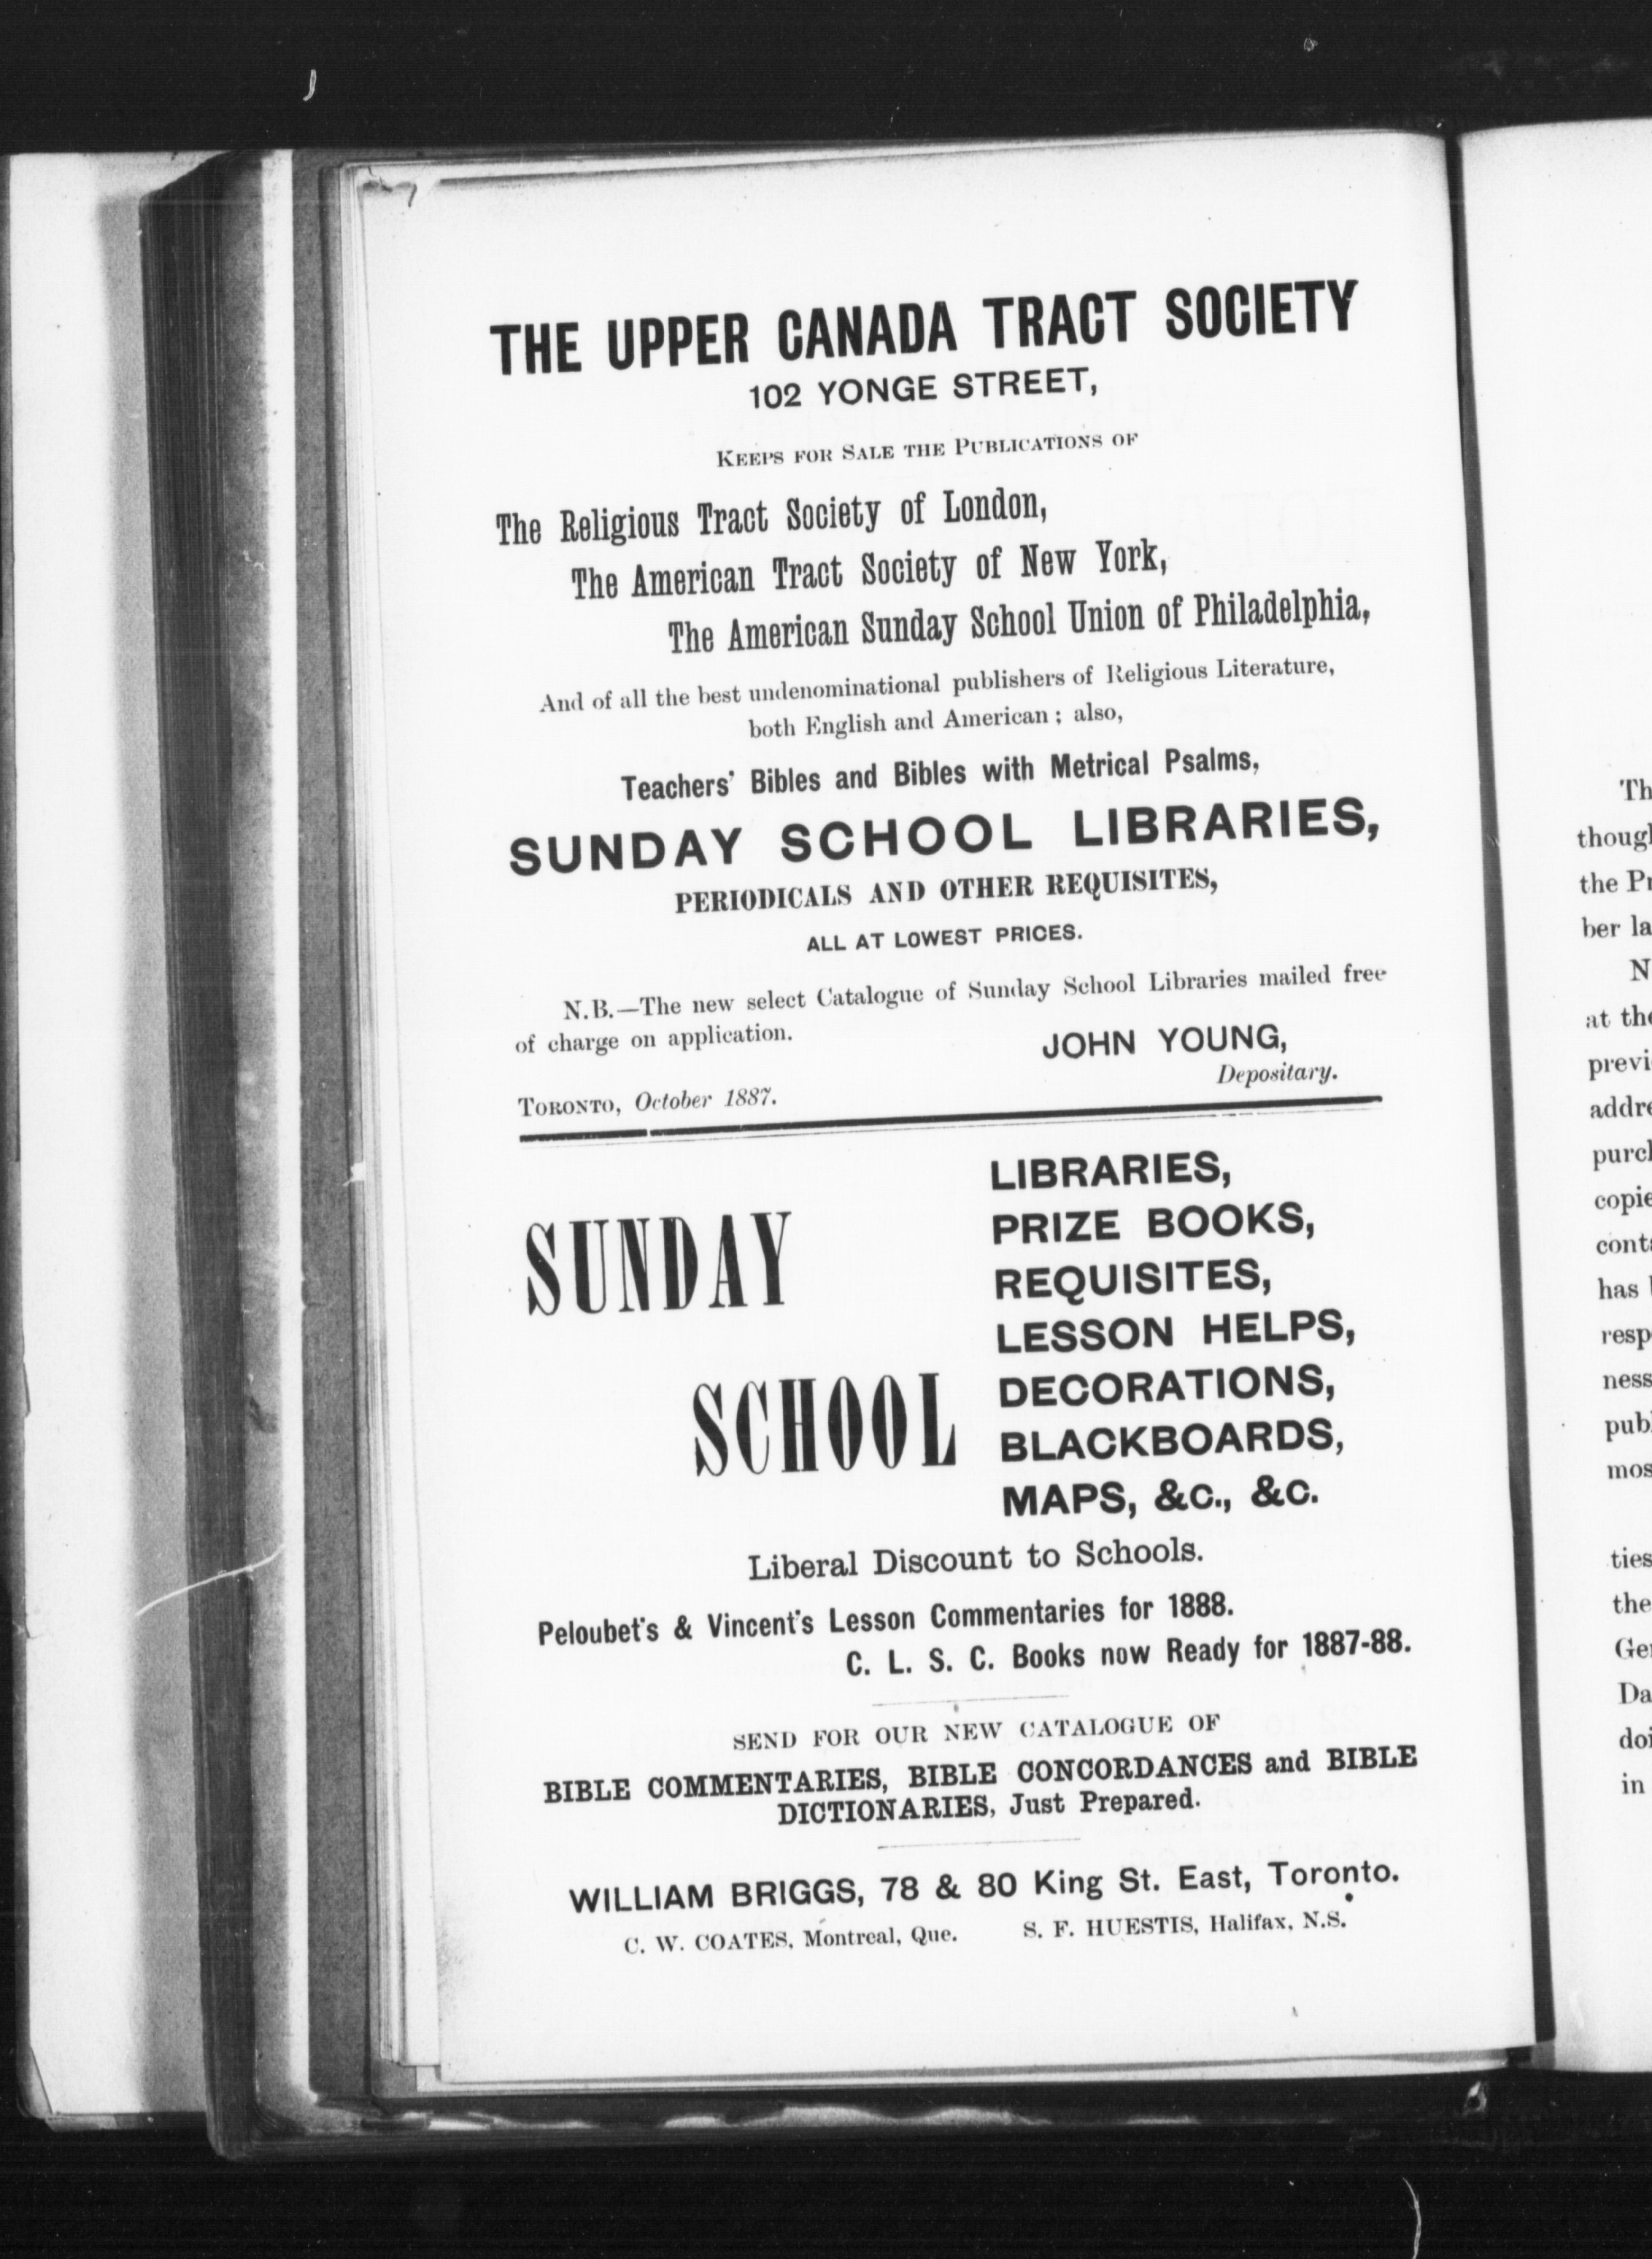 THE UPPER CANADA TRACT SOCIETY
102 YONGE STREET,
KEEPS FOR SALE THE PUBLICATIONS OF
The Religious Tract Society of London,
The American Tract Society of New York,
The American Sunday School Union of Philadelphia,
And of all the best undenominational publishers of Religious Literature,
both English and American; also,
Teachers' Bibles and Bibles with Metrical Psalms,
SUNDAY SCHOOL LIBRARIES,
PERIODICALS AND OTHER REQUISITES,
ALL AT LOWEST PRICES.
N.B.—The new select Catalogue of Sunday School Libraries mailed free
of charge on application.
JOHN YOUNG,
Depositary.
TORONTO, October 1887.
SUNDAY
SCHOOL
LIBRARIES,
PRIZE BOOKS,
REQUISITES,
LESSON HELPS,
DECORATIONS,
BLACKBOARDS,
MAPS, &C., &C.
Liberal Discount to Schools.
Peloubet's & Vincent's Lesson Commentaries for 1888.
C. L. S. C. Books now Ready for 1887-88.
SEND FOR OUR NEW CATALOGUE OF
BIBLE COMMENTARIES, BIBLE CONCORDANCES and BIBLE
DICTIONARIES, Just Prepared.
WILLIAM BRIGGS, 78 & 80 King St. East, Toronto.
C. W. COATES, Montreal, Que. S. F. HUESTIS, Halifax, N.S.
the
ber
at
has
ties
the
in